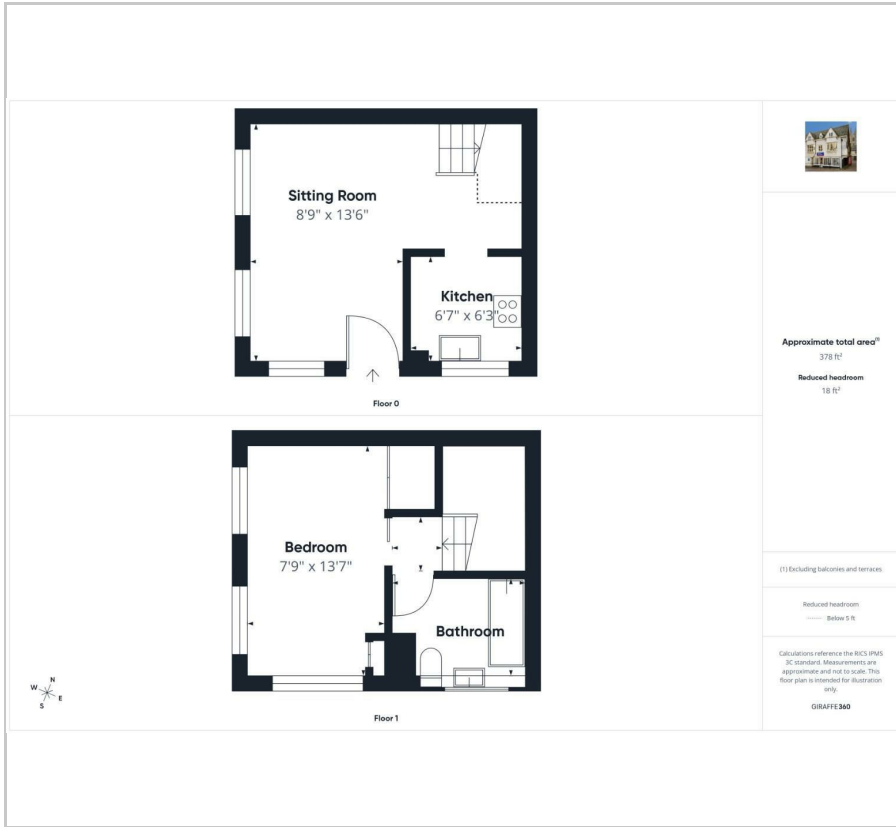 Sitting Room
8'9" x 13'6"
Kitchen
6'7" x 6'3"
Floor 0
Bedroom
7'9" x 13'7"
Bathroom
Floor 1
N
W
E
S
Approximate total area(1)
378 ft²
Reduced headroom
18 ft²
(1) Excluding balconies and terraces
Reduced headroom
Below 5 ft
Calculations reference the RICS IPMS
3C standard. Measurements are
approximate and not to scale. This
floor plan is intended for illustration
only.
GIRAFFE360